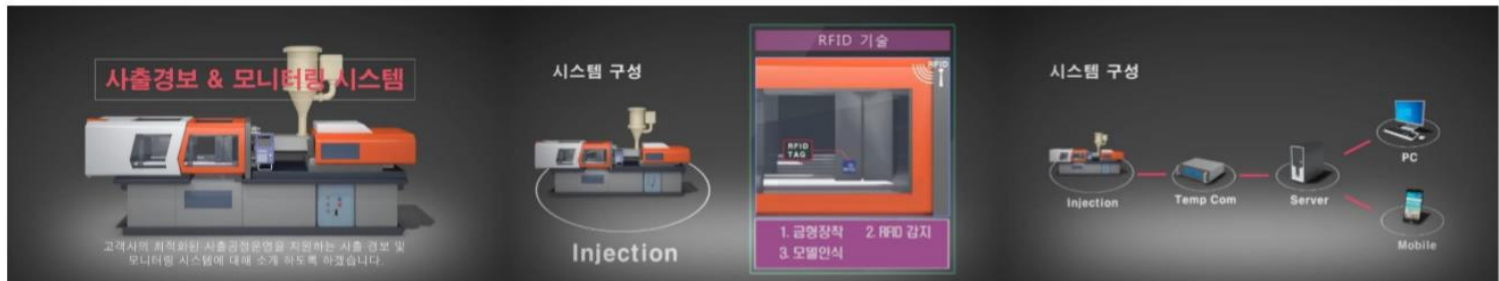 사출경보 & 모니터링 시스템
고객사의 최적화된 사출공정운영을 지원하는 사출 경보 및
모니터링 시스템에 대해 소개 하도록 하겠습니다.
시스템 구성
Injection
RFID 기술
RFID
RFID
TAG
1. 금형장착 2. RFID 감지
3. 모델인식
시스템 구성
Injection
Temp Com
Server
PC
Mobile